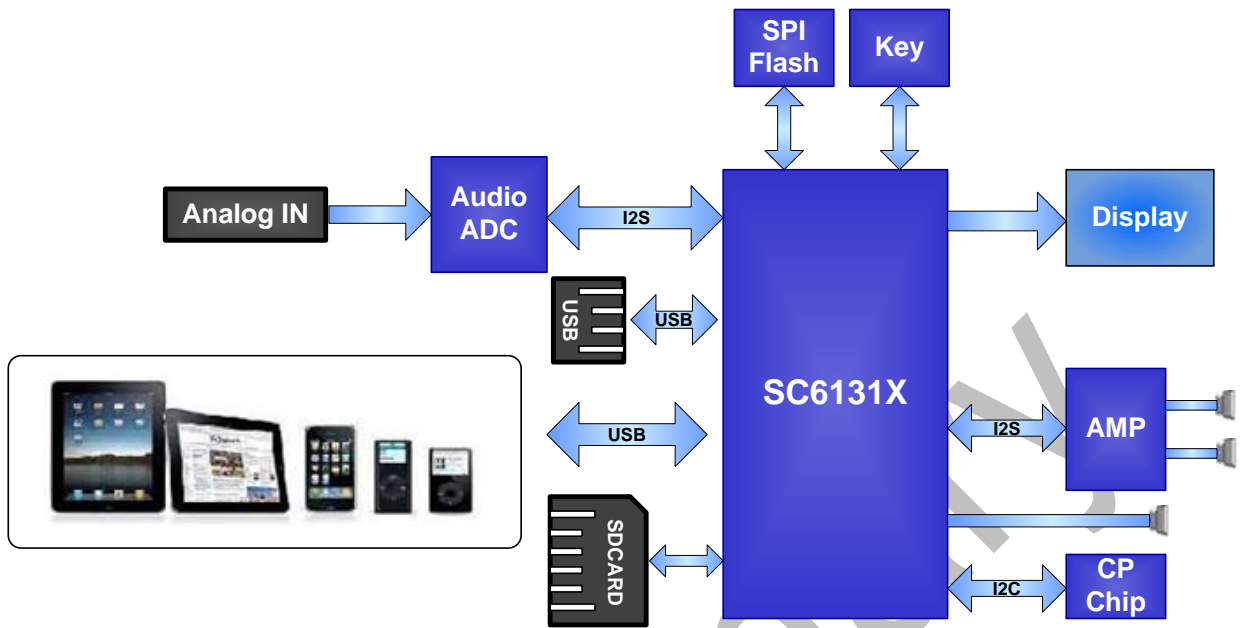 SPI
Flash
Key
Analog IN
Audio
ADC
I2S
Display
USB
USB
SC6131X
USB
I2S
AMP
SDCARD
I2C
CP
Chip